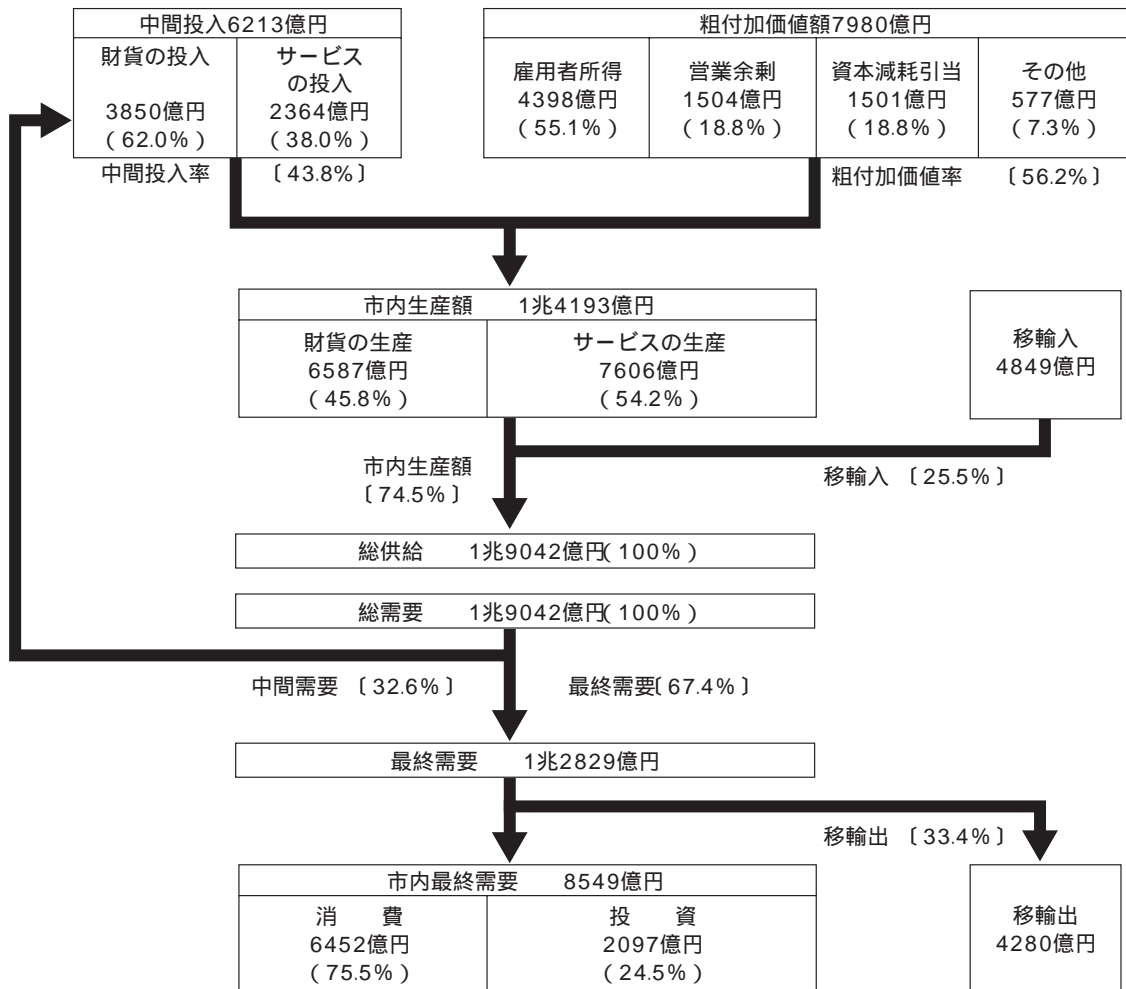 中間投入6213億円
財貨の投入
3850億円
（62.0%）
サービス
の投入
2364億円
（38.0%）
中間投入率 〔43.8%〕
粗付加価値額7980億円
雇用者所得
4398億円
（55.1%）
営業余剰
1504億円
（18.8%）
資本減耗引当
1501億円
（18.8%）
その他
577億円
（7.3%）
粗付加価値率 〔56.2%〕
市内生産額 1兆4193億円
財貨の生産
6587億円
（45.8%）
サービスの生産
7606億円
（54.2%）
移輸入
4849億円
市内生産額
〔74.5%〕
移輸入 〔25.5%〕
総供給 1兆9042億円（100%）
総需要 1兆9042億円（100%）
中間需要 〔32.6%〕
最終需要〔67.4%〕
最終需要 1兆2829億円
移輸出 〔33.4%〕
市内最終需要 8549億円
消 費
6452億円
（75.5%）
投 資
2097億円
（24.5%）
移輸出
4280億円